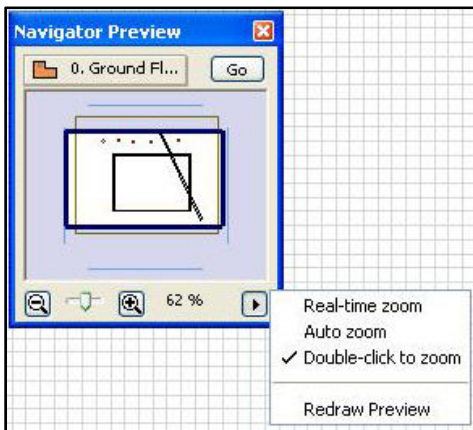 Navigator Preview
0. Ground Fl...
Go
62 %
Real-time zoom
Auto zoom
Double-click to zoom
Redraw Preview